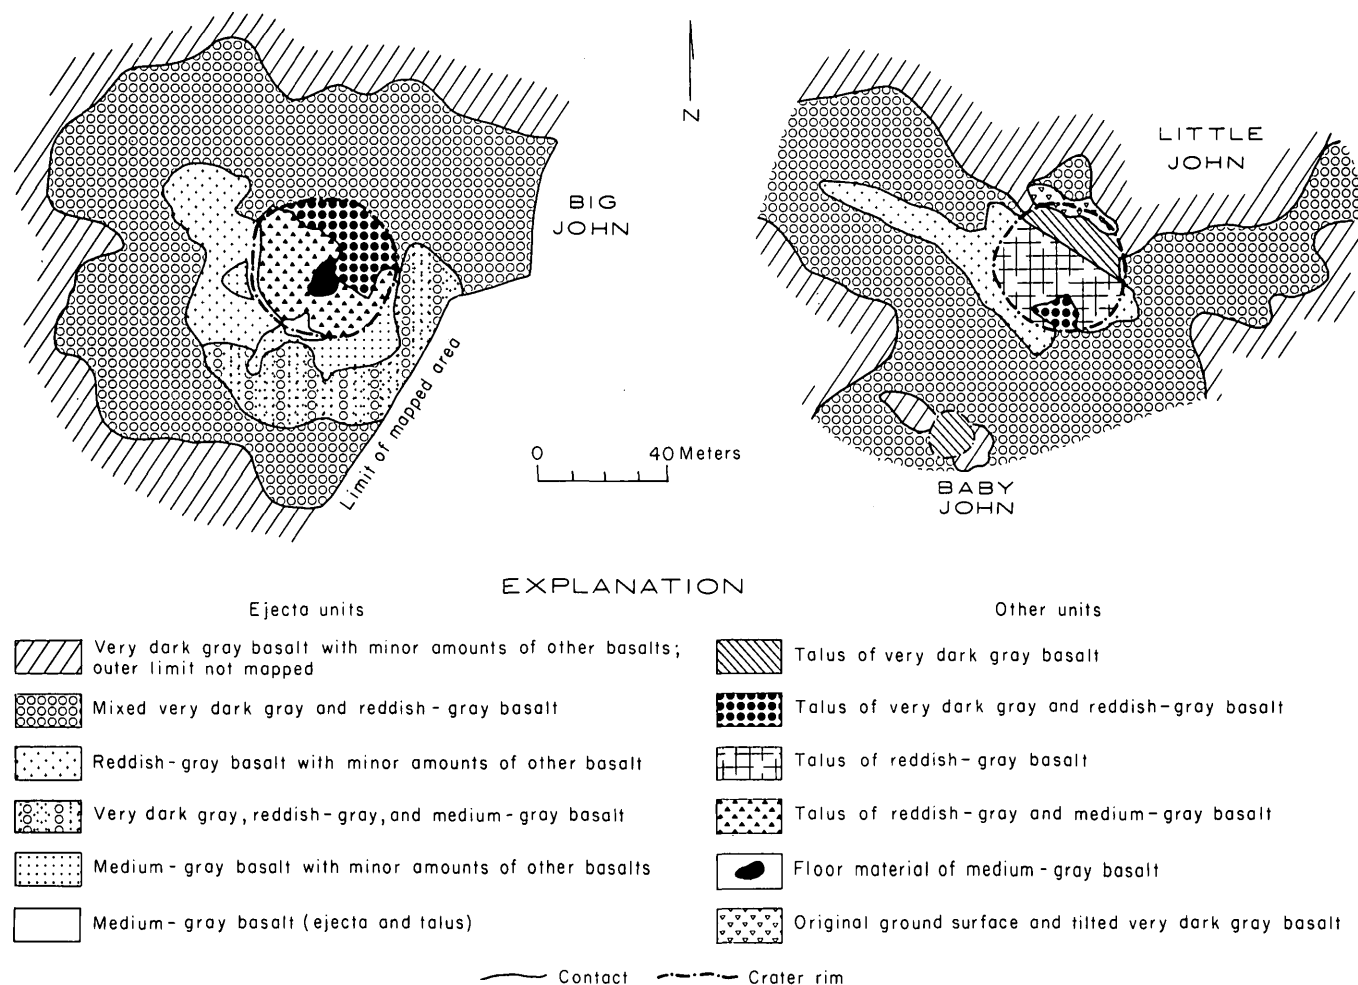 N
LITTLE
JOHN
BIG
JOHN
Limit of mapped area
0 40 Meters
BABY
JOHN
EXPLANATION
Ejecta units
Very dark gray basalt with minor amounts of other basalts;
outer limit not mapped
Mixed very dark gray and reddish-gray basalt
Reddish-gray basalt with minor amounts of other basalt
Very dark gray, reddish-gray, and medium-gray basalt
Medium-gray basalt with minor amounts of other basalts
Medium-gray basalt (ejecta and talus)
Other units
Talus of very dark gray basalt
Talus of very dark gray and reddish-gray basalt
Talus of reddish-gray basalt
Talus of reddish-gray and medium-gray basalt
Floor material of medium-gray basalt
Original ground surface and tilted very dark gray basalt
Contact
Crater rim